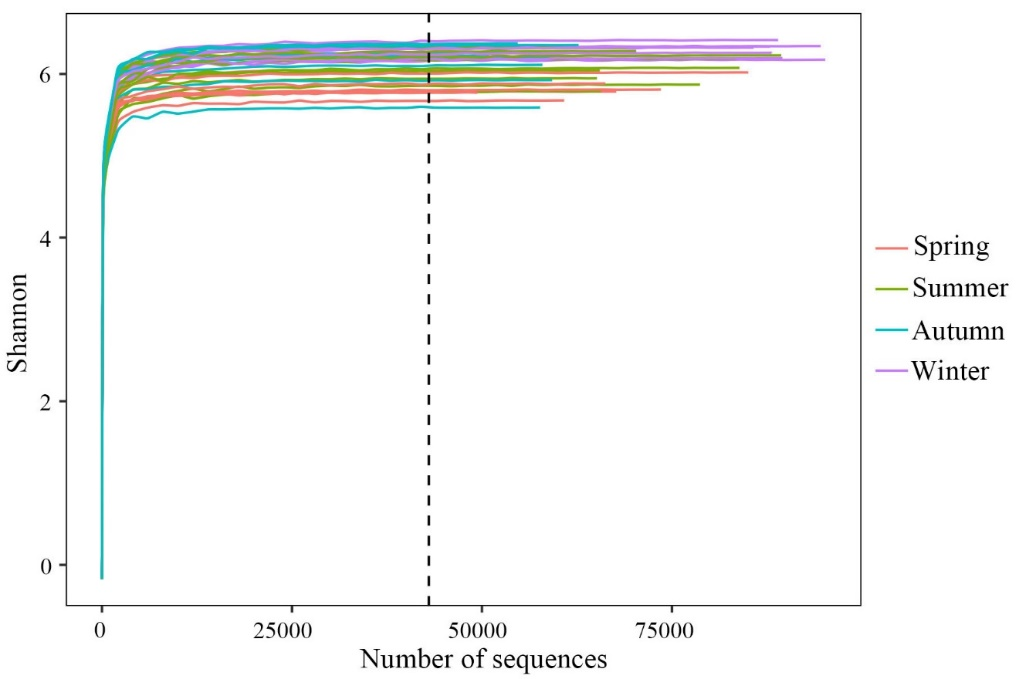 Shannon
6
4
2
0
0 25000 50000 75000
Number of sequences
Spring
Summer
Autumn
Winter